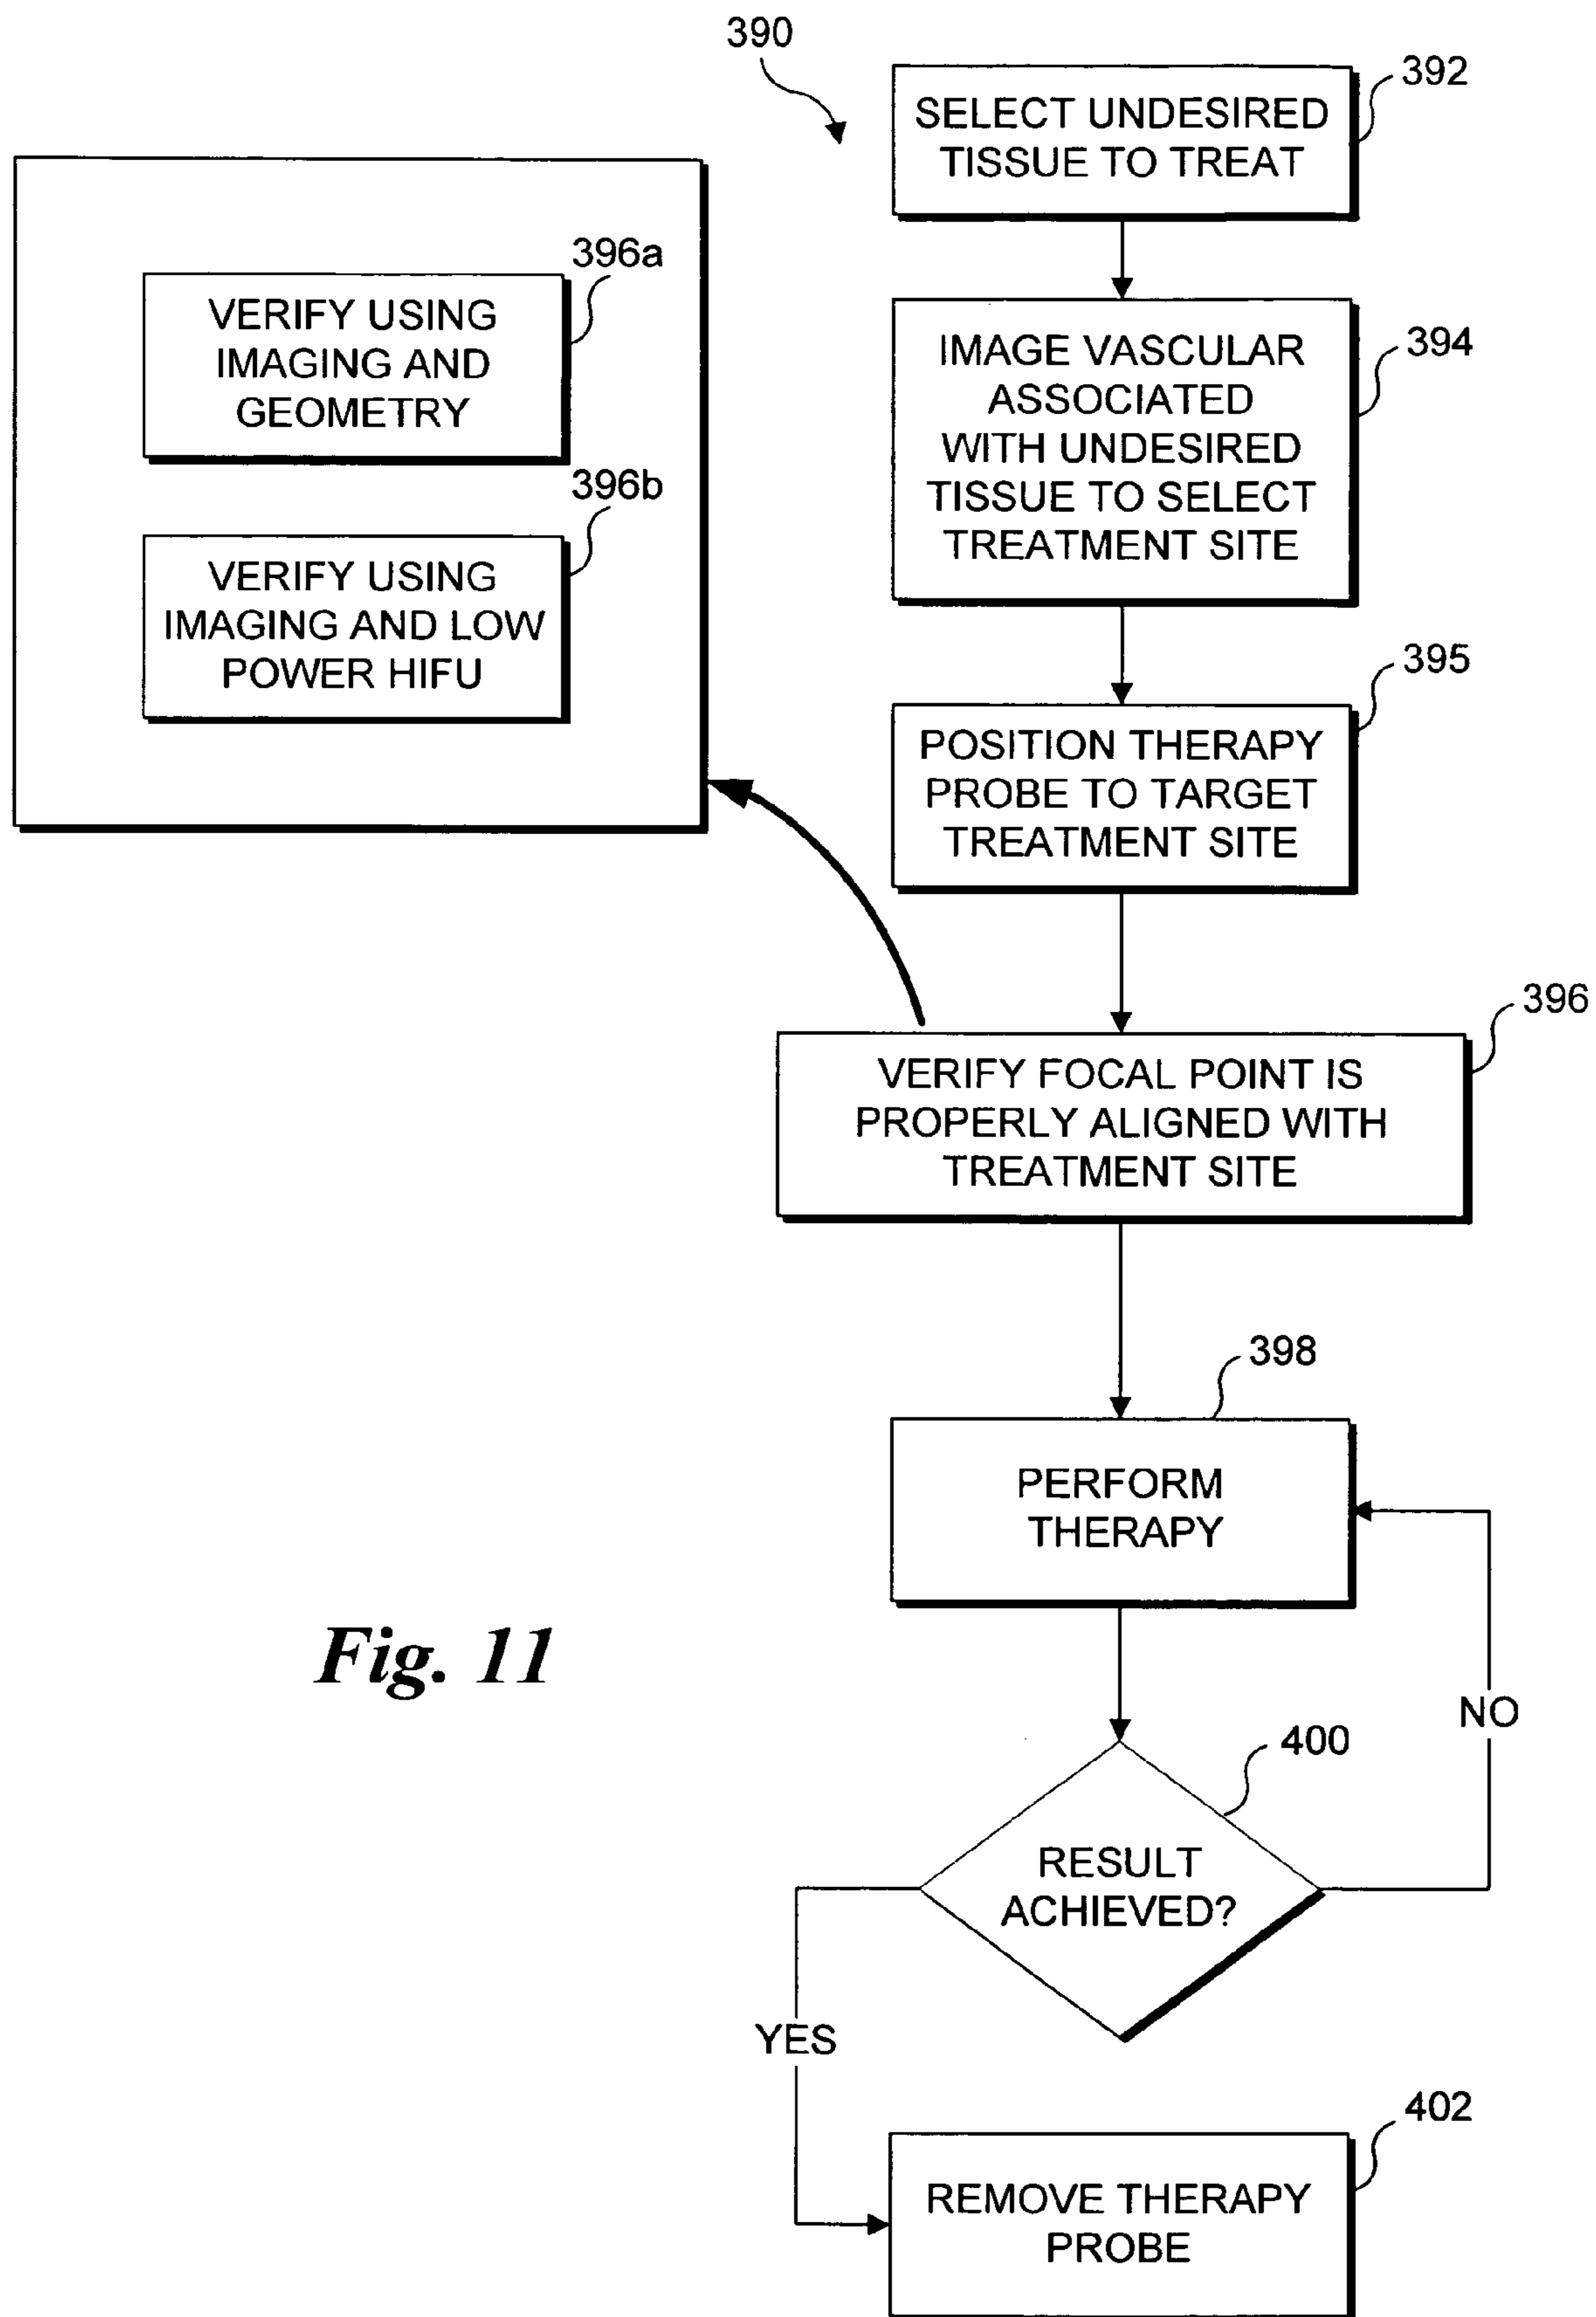 390
392
SELECT UNDESIRED
TISSUE TO TREAT
396a
VERIFY USING
IMAGING AND
GEOMETRY
396b
VERIFY USING
IMAGING AND LOW
POWER HIFU
394
IMAGE VASCULAR
ASSOCIATED
WITH UNDESIRED
TISSUE TO SELECT
TREATMENT SITE
395
POSITION THERAPY
PROBE TO TARGET
TREATMENT SITE
396
VERIFY FOCAL POINT IS
PROPERLY ALIGNED WITH
TREATMENT SITE
398
PERFORM
THERAPY
Fig. 11
NO
400
RESULT
ACHIEVED?
YES
402
REMOVE THERAPY
PROBE